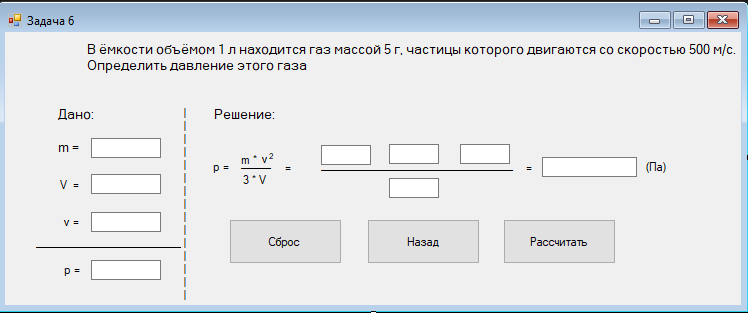 Задача 6
В ёмкости объёмом 1 л находится газ массой 5 г, частицы которого двигаются со скоростью 500 м/с.
Определить давление этого газа
Дано:
Решение:
m =
V =
v =
p =
p = m * v 2 / 3 * V = = (Па)
Сброс
Назад
Рассчитать